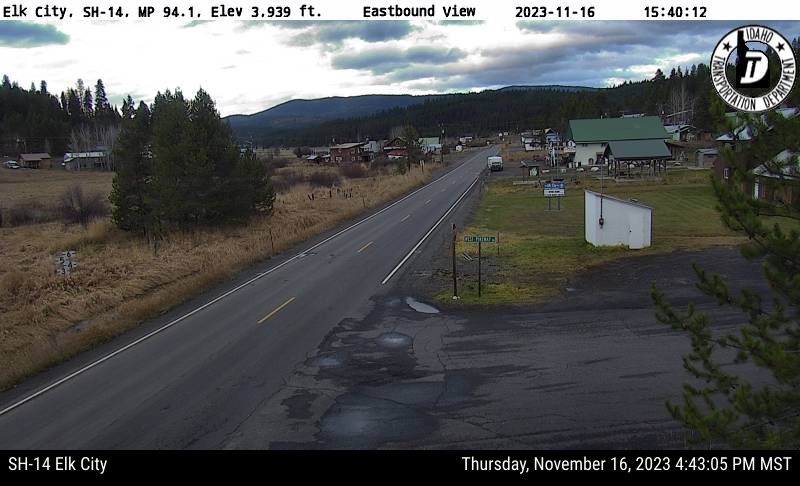 Elk City, SH-14, MP 94.1, Elev 3,939 ft. Eastbound View 2023-11-16 15:40:12
IDAHO
TRANSPORTATION DEPARTMENT
SH-14 Elk City Thursday, November 16, 2023 4:43:05 PM MST